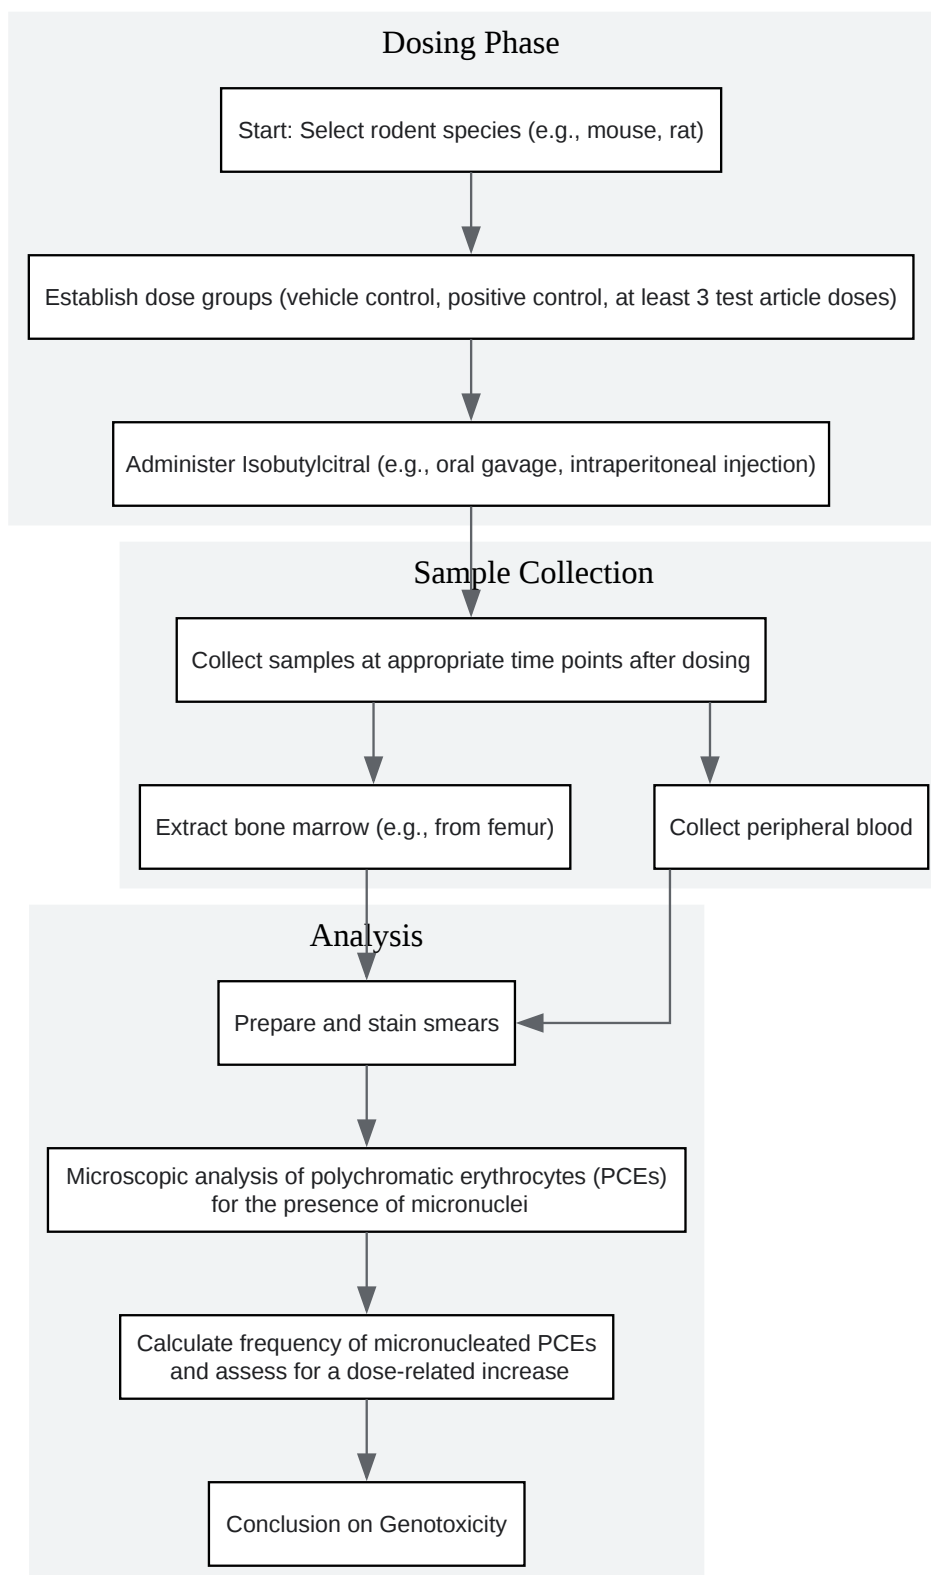 Dosing Phase
Start: Select rodent species (e.g., mouse, rat)
Establish dose groups (vehicle control, positive control, at least 3 test article doses)
Administer Isobutylcitral (e.g., oral gavage, intraperitoneal injection)
Sample Collection
Collect samples at appropriate time points after dosing
Extract bone marrow (e.g., from femur)
Collect peripheral blood
Analysis
Prepare and stain smears
Microscopic analysis of polychromatic erythrocytes (PCEs)
for the presence of micronuclei
Calculate frequency of micronucleated PCEs
and assess for a dose-related increase
Conclusion on Genotoxicity